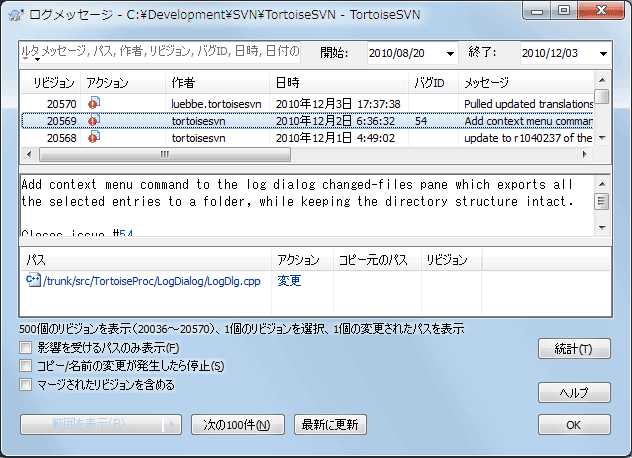 ログメッセージ - C:¥Development¥SVN¥TortoiseSVN - TortoiseSVN
ルタ メッセージ, パス, 作者, リビジョン, バグID, 日時, 日付の
開始: 2010/08/20 終了: 2010/12/03
リビジョン アクション 作者 日時 バグID メッセージ
20570 luebbe.tortoisesvn 2010年12月3日 17:37:38 Pulled updated translations
20569 tortoisesvn 2010年12月2日 6:36:32 54 Add context menu comman
20568 tortoisesvn 2010年12月1日 4:49:02 update to r1040237 of the
Add context menu command to the log dialog changed-files pane which exports all
the selected entries to a folder, while keeping the directory structure intact.
Closes issue #54
パス アクション コピー元のパス リビジョン
/trunk/src/TortoiseProc/LogDialog/LogDlg.cpp 変更
500個のリビジョンを表示(20036～20570)、1個のリビジョンを選択、1個の変更されたパスを表示
影響を受けるパスのみ表示(F)
統計(T)
コピー/名前の変更が発生したら停止(S)
マージされたリビジョンを含める
ヘルプ
範囲を表示(R)...
次の100件(N)
最新に更新
OK